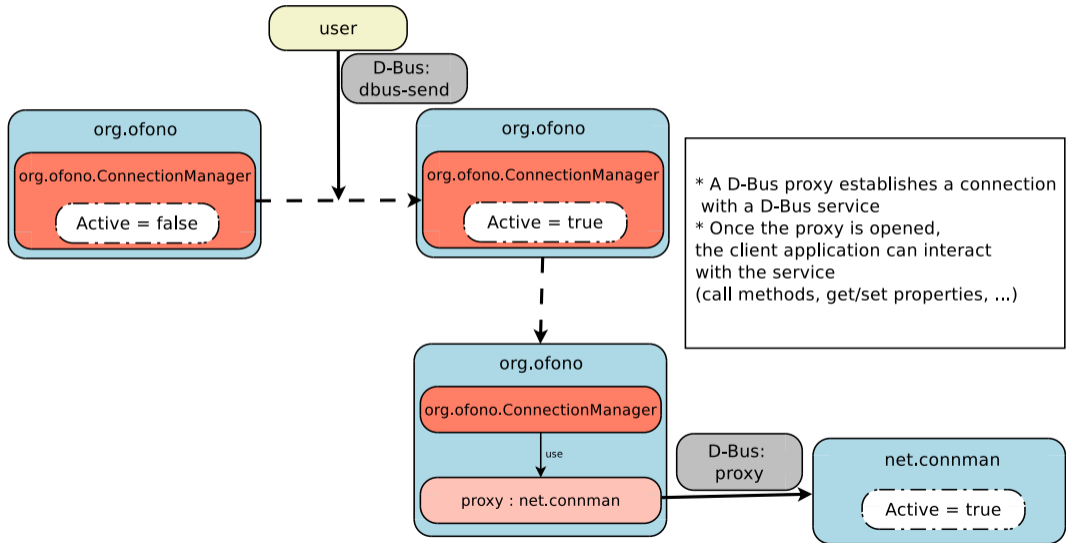 user
D-Bus:
dbus-send
org.ofono
org.ofono.ConnectionManager
Active = false
org.ofono
org.ofono.ConnectionManager
Active = true
* A D-Bus proxy establishes a connection
with a D-Bus service
* Once the proxy is opened,
the client application can interact
with the service
(call methods, get/set properties, ...)
org.ofono
org.ofono.ConnectionManager
use
proxy : net.connman
D-Bus:
proxy
net.connman
Active = true